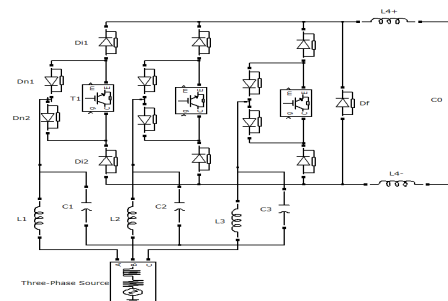 L4+
Di1
Dn1
T1
m
E
g
C
m
E
g
C
m
E
g
C
Df
C0
Dn2
Di2
L4-
L1
C1
L2
C2
L3
C3
A
B
C
Three-Phase Source